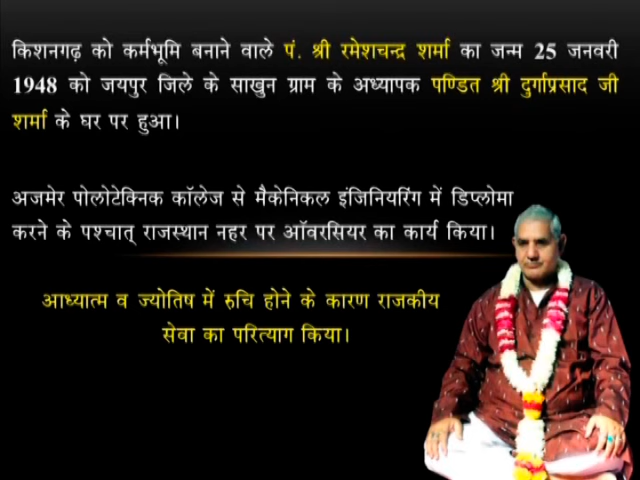 किशनगढ़ को कर्मभूमि बनाने वाले पं. श्री रमेशचन्द्र शर्मा का जन्म 25 जनवरी
1948 को जयपुर जिले के साखुन ग्राम के अध्यापक पण्डित श्री दुर्गाप्रसाद जी
शर्मा के घर पर हुआ।
अजमेर पोलोटेक्निक कॉलेज से मैकेनिकल इंजिनियरिंग में डिप्लोमा
करने के पश्चात् राजस्थान नहर पर ऑवरसियर का कार्य किया।
आध्यात्म व ज्योतिष में रुचि होने के कारण राजकीय
सेवा का परित्याग किया।